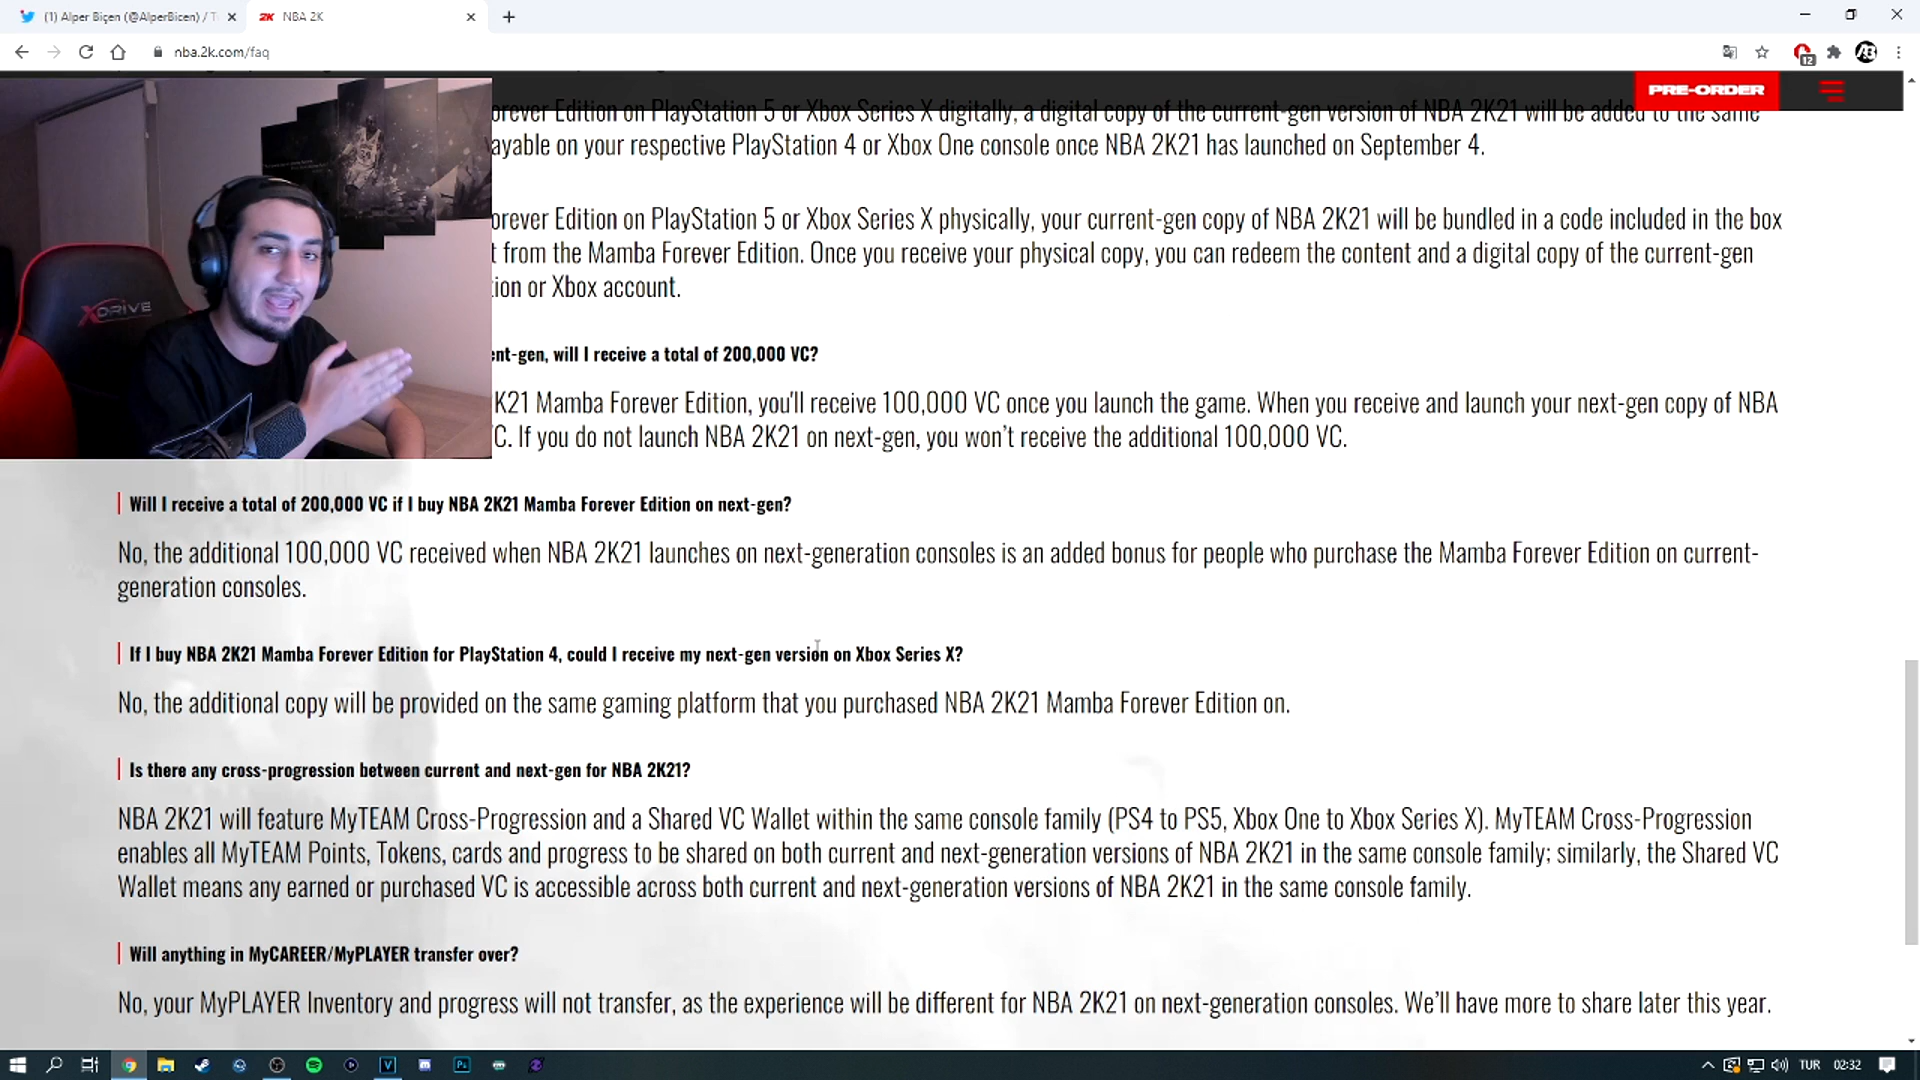 (1) Alper Biçen (@AlperBicen) / T
NBA 2K
nba.2k.com/faq
12
PRE-ORDER
orever Edition on PlayStation 5 or Xbox Series X digitally, a digital copy of the current-gen version of NBA 2K21 will be added to the same
ayable on your respective PlayStation 4 or Xbox One console once NBA 2K21 has launched on September 4.
orever Edition on PlayStation 5 or Xbox Series X physically, your current-gen copy of NBA 2K21 will be bundled in a code included in the box
t from the Mamba Forever Edition. Once you receive your physical copy, you can redeem the content and a digital copy of the current-gen
tion or Xbox account.
XDRIVE
ent-gen, will I receive a total of 200,000 VC?
K21 Mamba Forever Edition, you'll receive 100,000 VC once you launch the game. When you receive and launch your next-gen copy of NBA
C. If you do not launch NBA 2K21 on next-gen, you won't receive the additional 100,000 VC.
Will I receive a total of 200,000 VC if I buy NBA 2K21 Mamba Forever Edition on next-gen?
No, the additional 100,000 VC received when NBA 2K21 launches on next-generation consoles is an added bonus for people who purchase the Mamba Forever Edition on current-
generation consoles.
If I buy NBA 2K21 Mamba Forever Edition for PlayStation 4, could I receive my next-gen version on Xbox Series X?
No, the additional copy will be provided on the same gaming platform that you purchased NBA 2K21 Mamba Forever Edition on.
Is there any cross-progression between current and next-gen for NBA 2K21?
NBA 2K21 will feature MyTEAM Cross-Progression and a Shared VC Wallet within the same console family (PS4 to PS5, Xbox One to Xbox Series X). MyTEAM Cross-Progression
enables all MyTEAM Points, Tokens, cards and progress to be shared on both current and next-generation versions of NBA 2K21 in the same console family; similarly, the Shared VC
Wallet means any earned or purchased VC is accessible across both current and next-generation versions of NBA 2K21 in the same console family.
Will anything in MyCAREER/MyPLAYER transfer over?
No, your MyPLAYER Inventory and progress will not transfer, as the experience will be different for NBA 2K21 on next-generation consoles. We'll have more to share later this year.
TUR 02:32